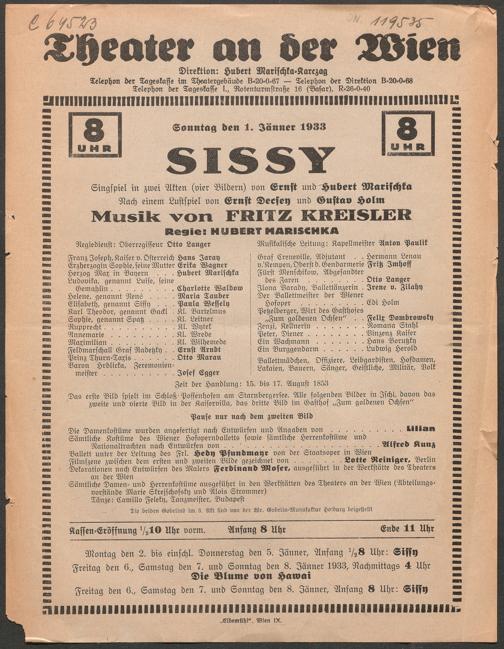 C 64523
119535
Theater an der Wien
Direktion: Hubert Marischka-Karczag
Telephon der Tageskasse im Theatergebäude B-20-0-67 — Telephon der Direktion B-20-0-68
Telephon der Tageskasse I., Rotenturmstraße 16 (Basar), R-26-0-40
8 UHR
Sonntag den 1. Jänner 1933
8 UHR
SISSY
Singspiel in zwei Akten (vier Bildern) von Ernst und Hubert Marischka
Nach einem Lustspiel von Ernst Decsey und Gustav Holm
Musik von FRITZ KREISLER
Regie: HUBERT MARISCHKA
Regiedienst: Oberregisseur Otto Langer
Musikalische Leitung: Kapellmeister Anton Paulik
Franz Joseph, Kaiser v. Österreich Hans Jaray
Erzherzogin Sophie, seine Mutter Erika Wagner
Herzog Max in Bayern . . Hubert Marischka
Ludovika, genannt Luise, seine
Gemahlin . . . Charlotte Waldow
Helene, genannt René . . Maria Tauber
Elisabeth, genannt Sissy . . Paula Wessely
Karl Theodor, genannt Gackl Kl. Bartelmus
Sophie, genannt Spatz . . Kl. Leitner
Rupprecht . . . Kl. Watek
Annemarie . . . Kl. Wrede
Maximilian . . . Kl. Wilhemede
Feldmarschall Graf Radetzky . Ernst Arndt
Prinz Thurn-Taxis . . . Otto Maran
Baron Hrdlicka, Zeremonien-
meister . . . Josef Egger
Graf Creneville, Adjutant . . Hermann Lenau
v. Kempen, Oberst d. Gendarmerie Fritz Imhoff
Fürst Menschikow, Abgesandter
des Zaren . . . Otto Langer
Ilona Varady, Ballettänzerin . Irene v. Zilahy
Der Ballettmeister der Wiener
Hofoper . . . Edi Holm
Petzelberger, Wirt des Gasthofes
„Zum goldenen Ochsen“ Felix Dombrowsky
Zenzi, Kellnerin . . . Romana Stahl
Peter, Diener . . . Vinzenz Kaiser
Ein Wachmann . . . Hans Borutzky
Ein Burggendarm . . . Ludwig Herold
Ballettmädchen, Offiziere, Leibgardisten, Hofdamen,
Lakaien, Bauern, Sänger, Geistliche, Militär, Volk
Zeit der Handlung: 15. bis 17. August 1853
Das erste Bild spielt im Schloß Possenhofen am Starnbergersee. Alle folgenden Bilder in Ischl, davon das
zweite und vierte Bild in der Kaiservilla, das dritte Bild im Gasthof „Zum goldenen Ochsen“
Pause nur nach dem zweiten Bild
Die Damenkostüme wurden angefertigt nach Entwürfen und Angaben von . . . Lilian
Sämtliche Kostüme des Wiener Hofopernballetts sowie sämtliche Herrenkostüme und
Nationaltrachten nach Entwürfen von . . . Alfred Kunz
Ballett unter der Leitung des Frl. Hedy Pfundmayr von der Staatsoper in Wien
Filmszene zwischen dem ersten und zweiten Bilde gezeichnet von . . . Lotte Reiniger, Berlin
Dekorationen nach Entwürfen des Malers Ferdinand Moser, ausgeführt in der Werkstätte des Theaters
an der Wien
Sämtliche Damen- und Herrenkostüme ausgeführt in den Werkstätten des Theaters an der Wien (Abteilungs-
vorstände Marie Strejschofsky und Alois Strommer)
Tänze: Camillo Feleky, Tanzmeister, Budapest
Die beiden Gobelins im 3. Akt sind von der Wr. Gobelin-Manufaktur Hofburg beigestellt
Kassen-Eröffnung 1/210 Uhr vorm. Anfang 8 Uhr Ende 11 Uhr
Montag den 2. bis einschl. Donnerstag den 5. Jänner, Anfang 1/28 Uhr: Sissy
Freitag den 6., Samstag den 7. und Sonntag den 8. Jänner 1933, Nachmittags 4 Uhr
Die Blume von Hawai
Freitag den 6., Samstag den 7. und Sonntag den 8. Jänner, Anfang 8 Uhr: Sissy
„Elbemühl“, Wien IX.